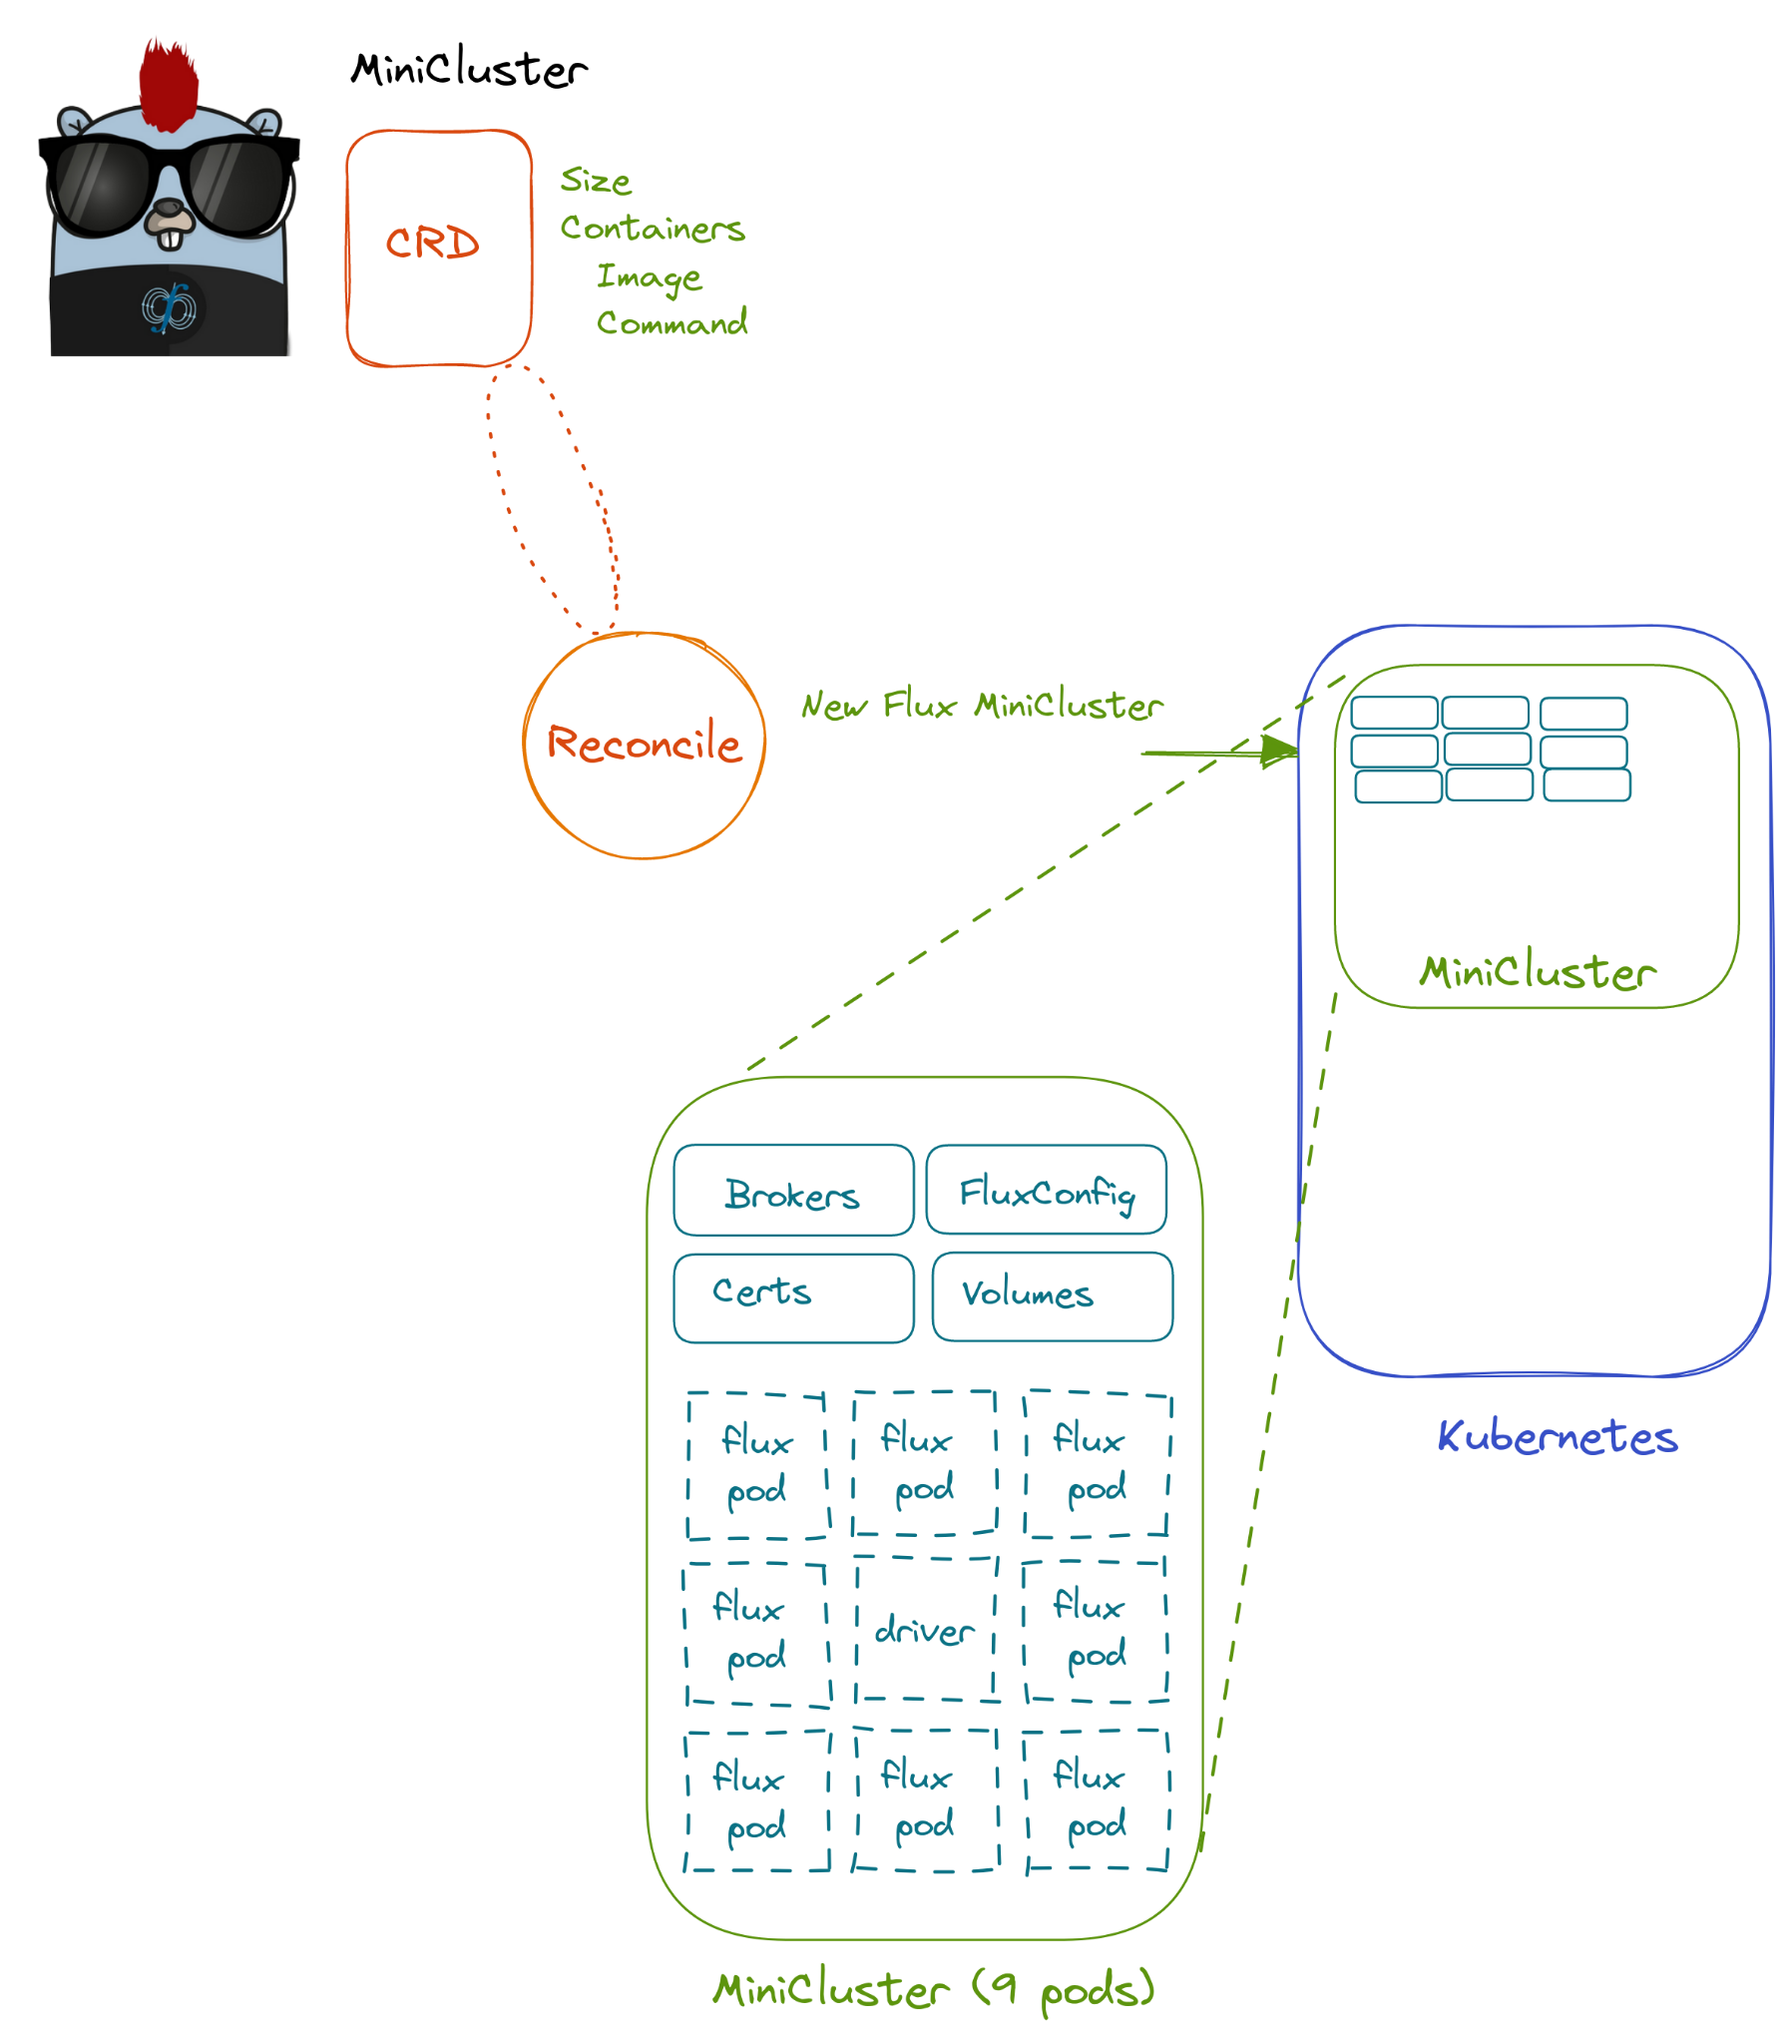 MiniCluster
CRD
Size
Containers
Image
Command
Reconcile
New Flux MiniCluster
MiniCluster
Kubernetes
Brokers
FluxConfig
Certs
Volumes
flux
pod
flux
pod
flux
pod
flux
pod
driver
flux
pod
flux
pod
flux
pod
flux
pod
MiniCluster (9 pods)